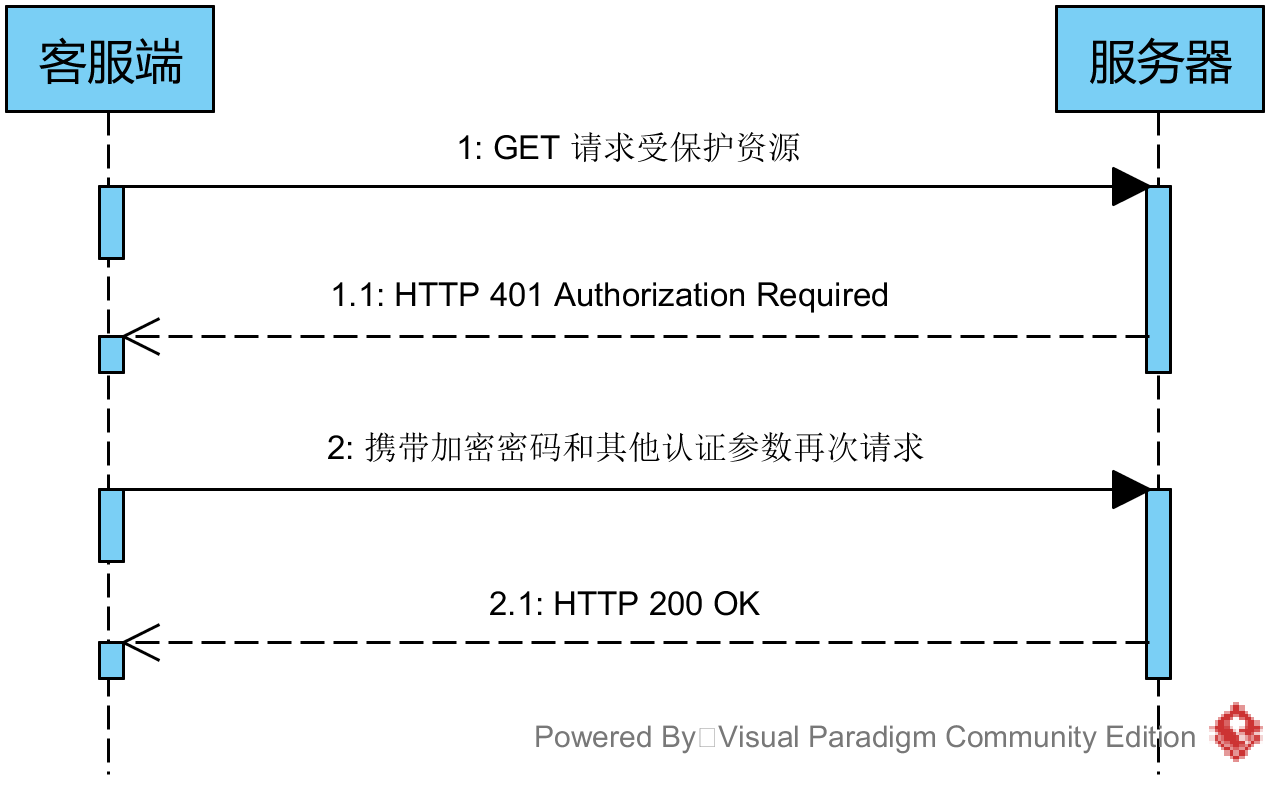 客服端
服务器
1: GET 请求受保护资源
1.1: HTTP 401 Authorization Required
2: 携带加密密码和其他认证参数再次请求
2.1: HTTP 200 OK
Powered By□Visual Paradigm Community Edition